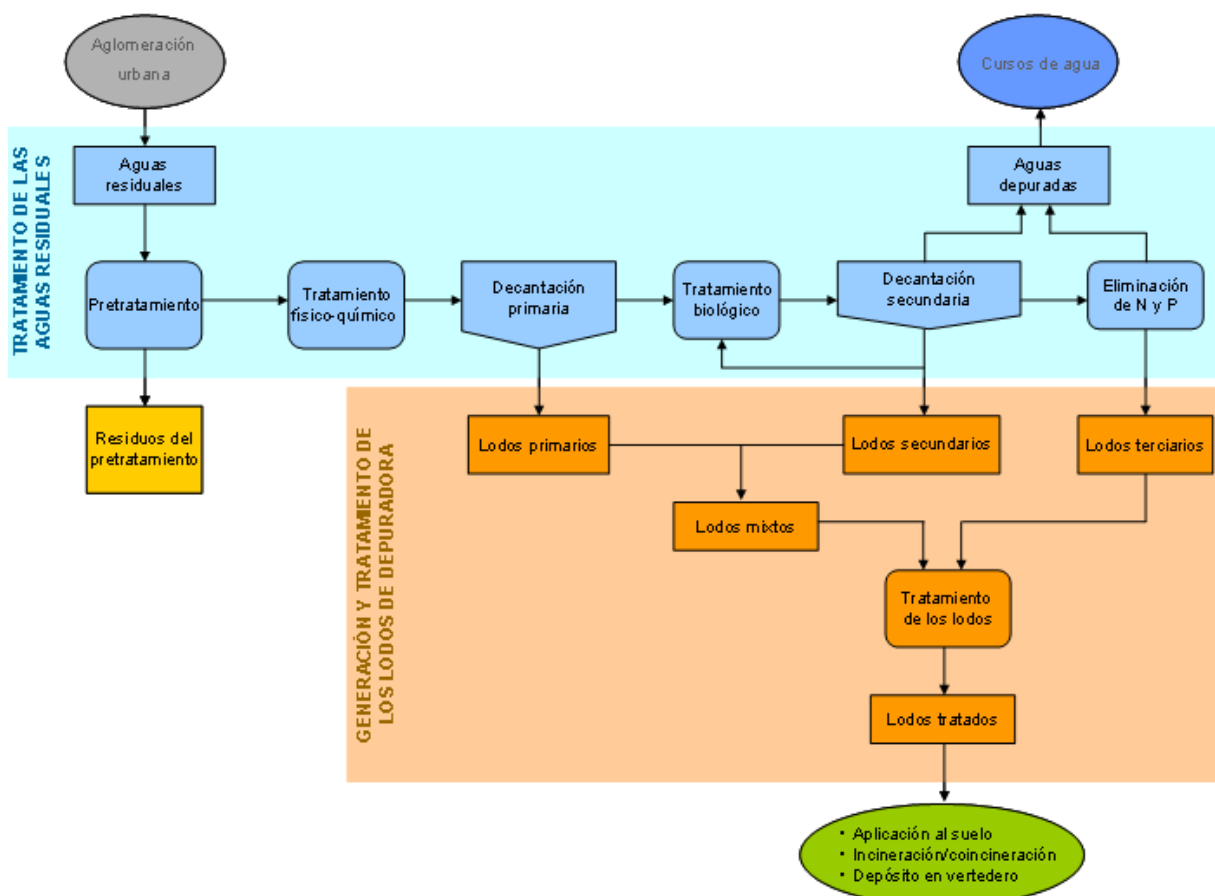 Aglomeración
urbana
Cursos de agua
TRATAMIENTO DE LAS
AGUAS RESIDUALES
Aguas
residuales
Aguas
depuradas
Pretratamiento
Tratamiento
físico-químico
Decantación
primaria
Tratamiento
biológico
Decantación
secundaria
Eliminación
de N y P
Residuos del
pretratamiento
GENERACIÓN Y TRATAMIENTO DE
LOS LODOS DE DEPURADORA
Lodos primarios
Lodos secundarios
Lodos terciarios
Lodos mixtos
Tratamiento
de los lodos
Lodos tratados
• Aplicación al suelo
• Incineración/coincineración
• Depósito en vertedero